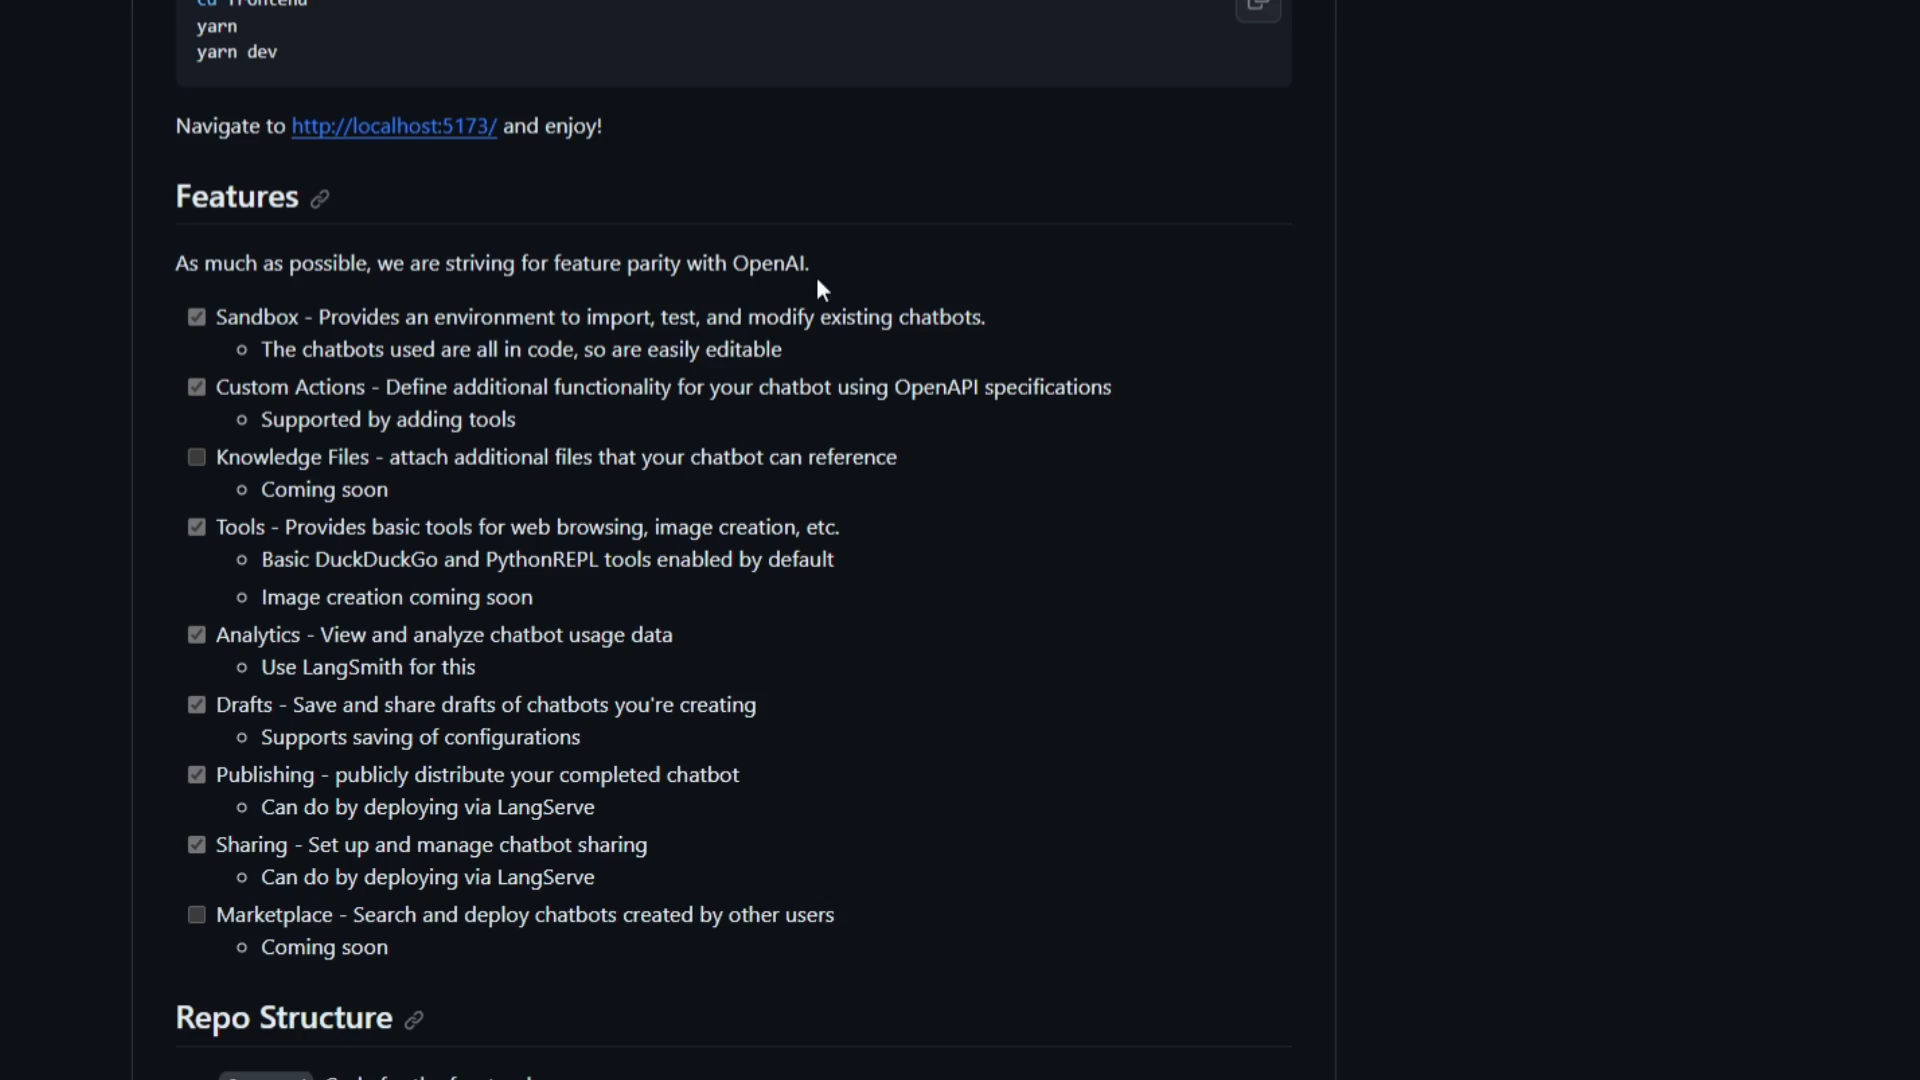 cd frontend
yarn
yarn dev
Navigate to http://localhost:5173/ and enjoy!
Features
As much as possible, we are striving for feature parity with OpenAI.
Sandbox - Provides an environment to import, test, and modify existing chatbots.
The chatbots used are all in code, so are easily editable
Custom Actions - Define additional functionality for your chatbot using OpenAPI specifications
Supported by adding tools
Knowledge Files - attach additional files that your chatbot can reference
Coming soon
Tools - Provides basic tools for web browsing, image creation, etc.
Basic DuckDuckGo and PythonREPL tools enabled by default
Image creation coming soon
Analytics - View and analyze chatbot usage data
Use LangSmith for this
Drafts - Save and share drafts of chatbots you're creating
Supports saving of configurations
Publishing - publicly distribute your completed chatbot
Can do by deploying via LangServe
Sharing - Set up and manage chatbot sharing
Can do by deploying via LangServe
Marketplace - Search and deploy chatbots created by other users
Coming soon
Repo Structure